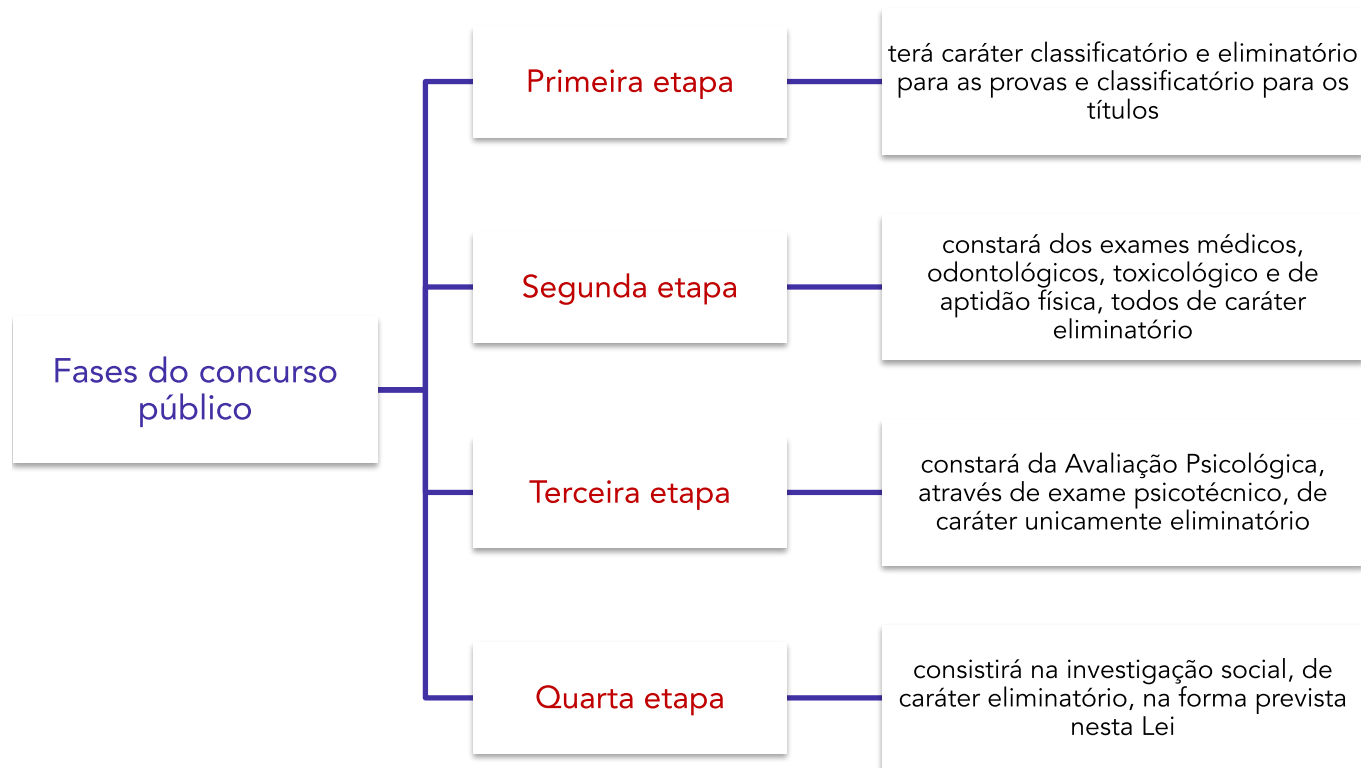 Fases do concurso
público
Primeira etapa
terá caráter classificatório e eliminatório
para as provas e classificatório para os
títulos
Segunda etapa
constará dos exames médicos,
odontológicos, toxicológico e de
aptidão física, todos de caráter
eliminatório
Terceira etapa
constará da Avaliação Psicológica,
através de exame psicotécnico, de
caráter unicamente eliminatório
Quarta etapa
consistirá na investigação social, de
caráter eliminatório, na forma prevista
nesta Lei